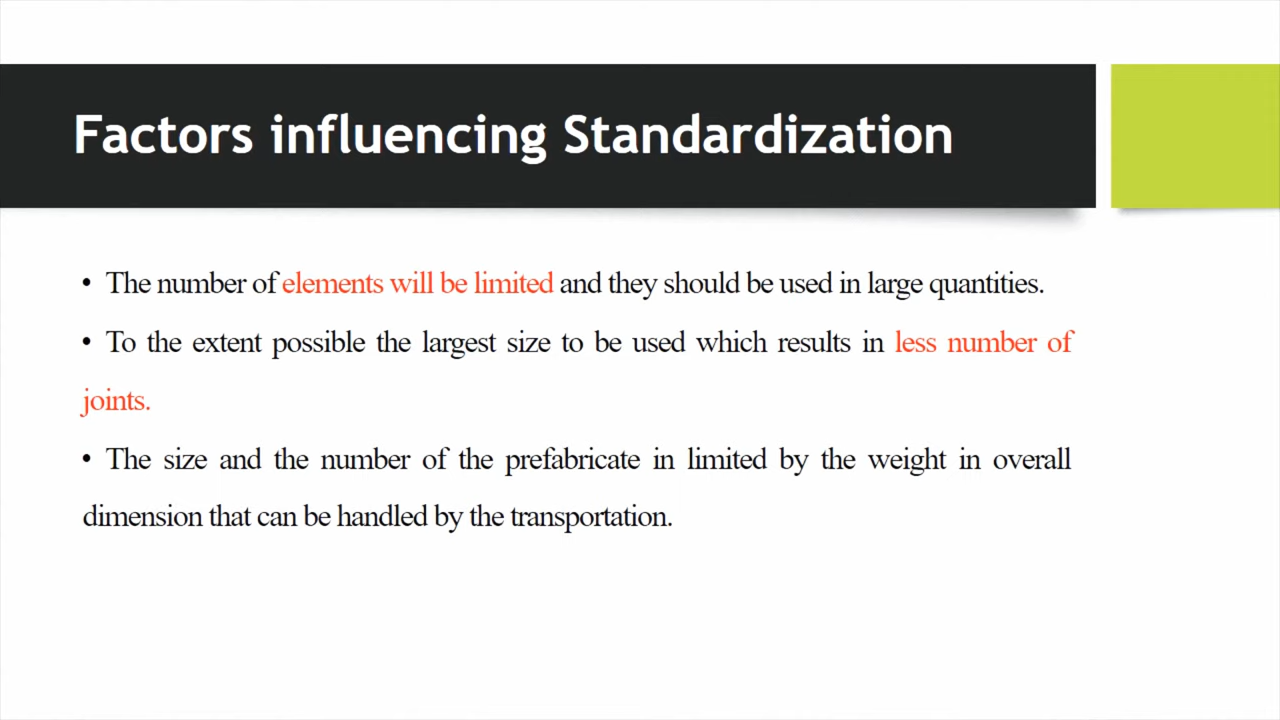 Factors influencing Standardization
• The number of elements will be limited and they should be used in large quantities.
• To the extent possible the largest size to be used which results in less number of
joints.
• The size and the number of the prefabricate in limited by the weight in overall
dimension that can be handled by the transportation.